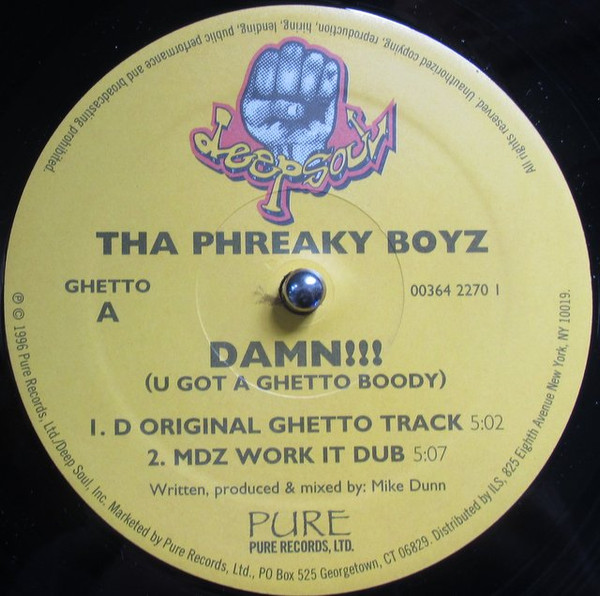 All rights reserved. Unauthorized copying, reproduction, hiring, lending, public performance and broadcasting prohibited.
DEEP SOUL
THA PHREAKY BOYZ
GHETTO
A
00364 2270 1
DAMN!!!
(U GOT A GHETTO BOODY)
1. D ORIGINAL GHETTO TRACK 5:02
2. MDZ WORK IT DUB 5:07
Written, produced & mixed by: Mike Dunn
PURE
PURE RECORDS, LTD.
℗ © 1996 Pure Records, Ltd./Deep Soul, Inc. Marketed by Pure Records, Ltd., PO Box 525 Georgetown, CT 06829. Distributed by ILS, 825 Eighth Avenue New York, NY 10019.